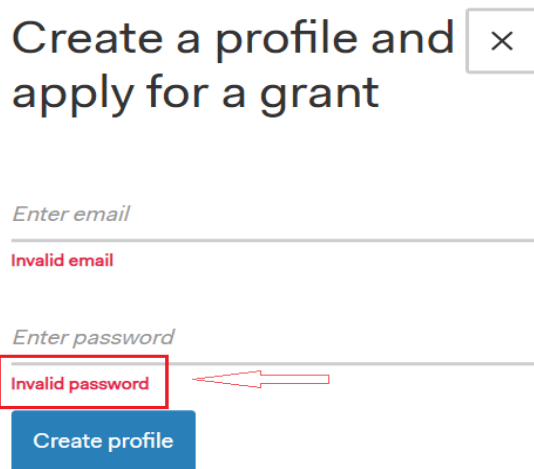 Create a profile and
apply for a grant
Enter email
Invalid email
Enter password
Invalid password
Create profile